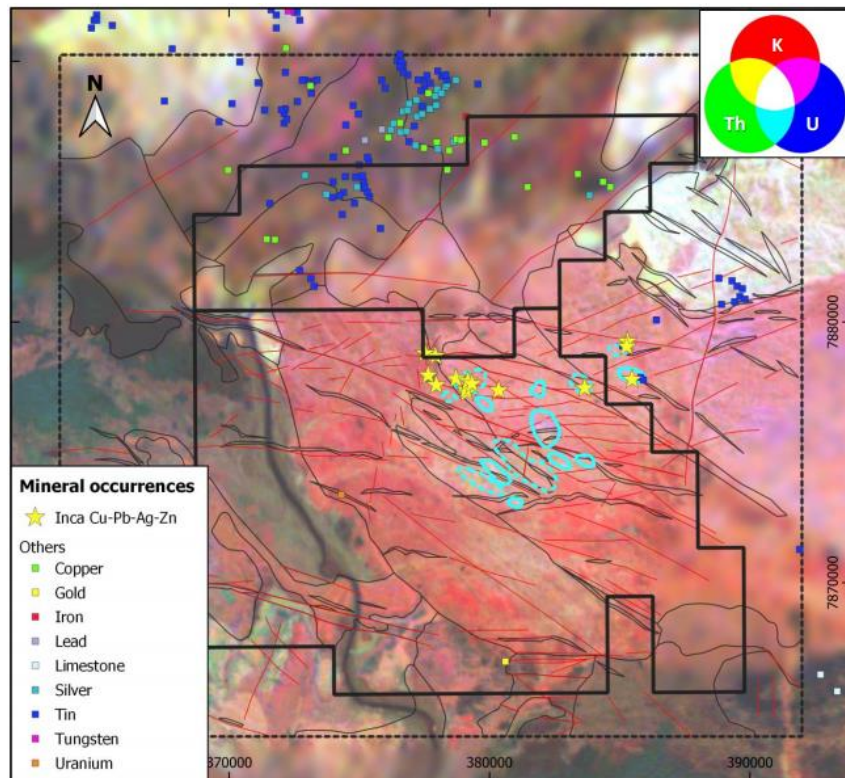 K
Th
U
N
7880000
7870000
Mineral occurrences
Inca Cu-Pb-Ag-Zn
Others
Copper
Gold
Iron
Lead
Limestone
Silver
Tin
Tungsten
Uranium
370000
380000
390000